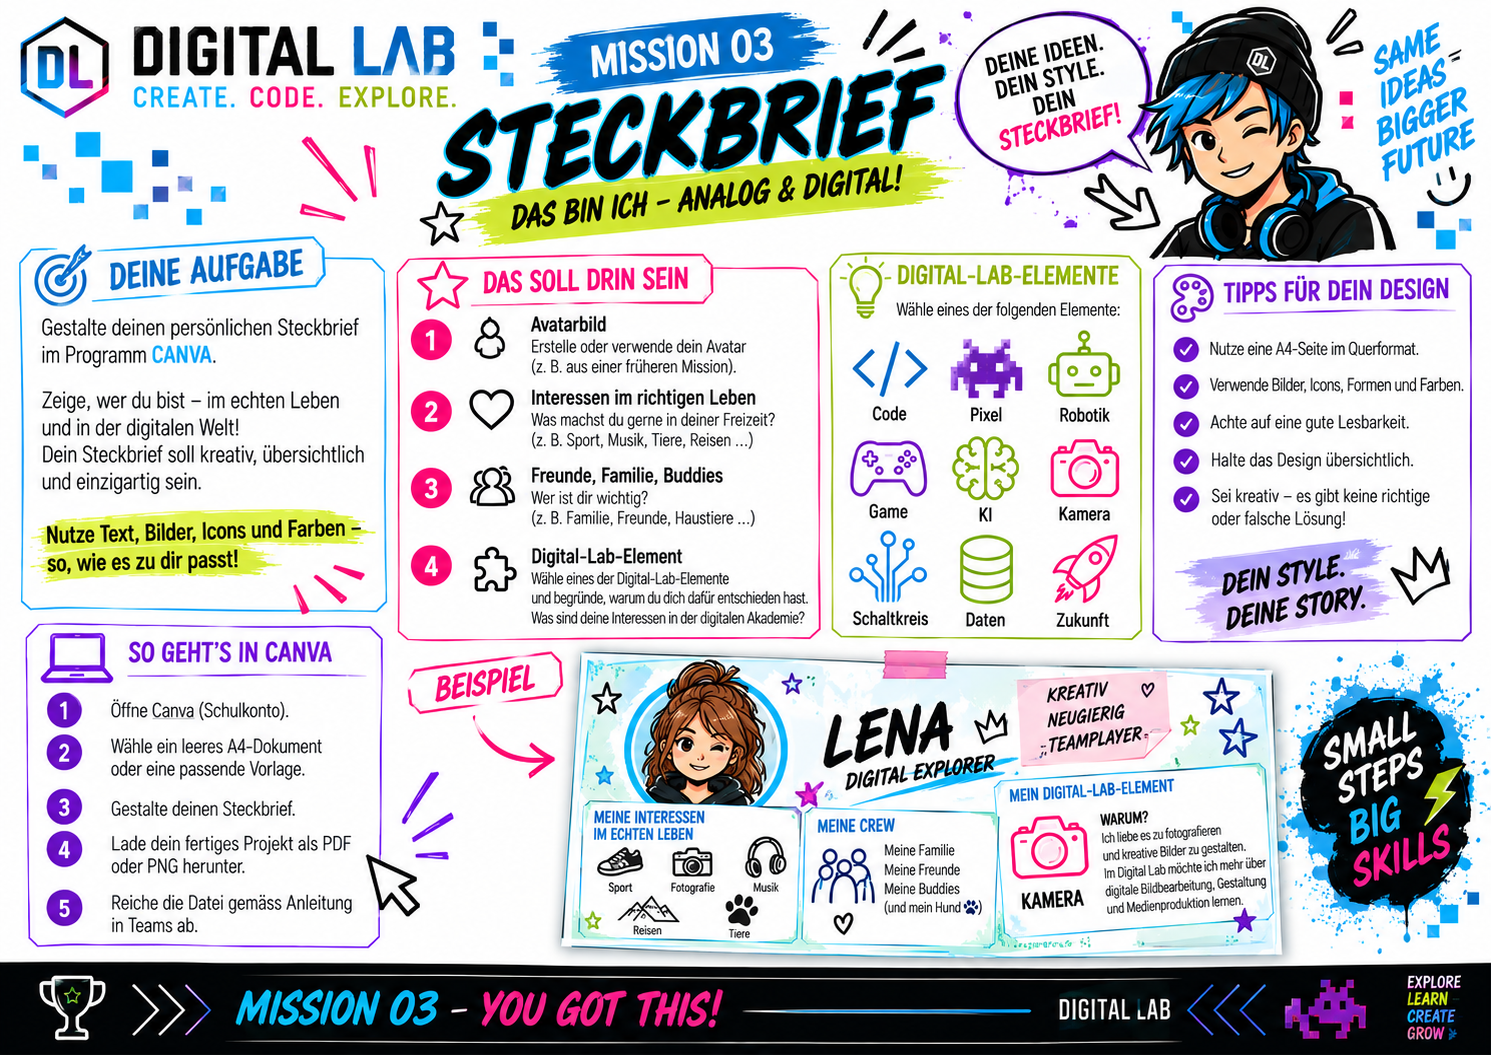 DL
DIGITAL LAB
CREATE. CODE. EXPLORE.
MISSION 03
STECKBRIEF
DAS BIN ICH – ANALOG & DIGITAL!
DEINE IDEEN.
DEIN STYLE.
DEIN
STECKBRIEF!
DL
SAME
IDEAS
BIGGER
FUTURE
DEINE AUFGABE
Gestalte deinen persönlichen Steckbrief
im Programm CANVA.
Zeige, wer du bist – im echten Leben
und in der digitalen Welt!
Dein Steckbrief soll kreativ, übersichtlich
und einzigartig sein.
Nutze Text, Bilder, Icons und Farben –
so, wie es zu dir passt!
DAS SOLL DRIN SEIN
1
Avatarbild
Erstelle oder verwende dein Avatar
(z. B. aus einer früheren Mission).
2
Interessen im richtigen Leben
Was machst du gerne in deiner Freizeit?
(z. B. Sport, Musik, Tiere, Reisen ...)
3
Freunde, Familie, Buddies
Wer ist dir wichtig?
(z. B. Familie, Freunde, Haustiere ...)
4
Digital-Lab-Element
Wähle eines der Digital-Lab-Elemente
und begründe, warum du dich dafür entschieden hast.
Was sind deine Interessen in der digitalen Akademie?
DIGITAL-LAB-ELEMENTE
Wähle eines der folgenden Elemente:
</>
Code
Pixel
Robotik
Game
KI
Kamera
Schaltkreis
Daten
Zukunft
TIPPS FÜR DEIN DESIGN
Nutze eine A4-Seite im Querformat.
Verwende Bilder, Icons, Formen und Farben.
Achte auf eine gute Lesbarkeit.
Halte das Design übersichtlich.
Sei kreativ – es gibt keine richtige
oder falsche Lösung!
DEIN STYLE.
DEINE STORY.
SO GEHT'S IN CANVA
1
Öffne Canva (Schulkonto).
2
Wähle ein leeres A4-Dokument
oder eine passende Vorlage.
3
Gestalte deinen Steckbrief.
4
Lade dein fertiges Projekt als PDF
oder PNG herunter.
5
Reiche die Datei gemäss Anleitung
in Teams ab.
BEISPIEL
LENA
DIGITAL EXPLORER
KREATIV
NEUGIERIG
TEAMPLAYER
MEINE INTERESSEN
IM ECHTEN LEBEN
Sport
Fotografie
Musik
Reisen
Tiere
MEINE CREW
Meine Familie
Meine Freunde
Meine Buddies
(und mein Hund 🐾)
MEIN DIGITAL-LAB-ELEMENT
KAMERA
WARUM?
Ich liebe es zu fotografieren
und kreative Bilder zu gestalten.
Im Digital Lab möchte ich mehr über
digitale Bildbearbeitung, Gestaltung
und Medienproduktion lernen.
SMALL
STEPS
BIG
SKILLS
MISSION 03 – YOU GOT THIS!
DIGITAL LAB
EXPLORE
LEARN
CREATE
GROW